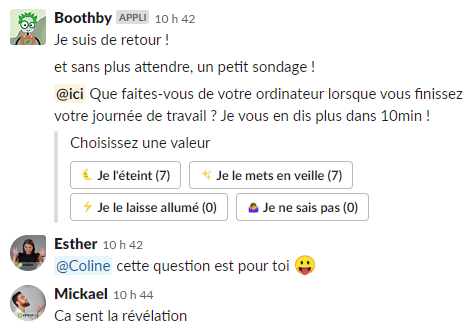 Boothby APPLI 10 h 42
Je suis de retour !
et sans plus attendre, un petit sondage !
@ici Que faites-vous de votre ordinateur lorsque vous finissez
votre journée de travail ? Je vous en dis plus dans 10min !
Choisissez une valeur
Je l'éteint (7) Je le mets en veille (7)
Je le laisse allumé (0) Je ne sais pas (0)
Esther 10 h 42
@Coline cette question est pour toi
Mickael 10 h 44
Ca sent la révélation